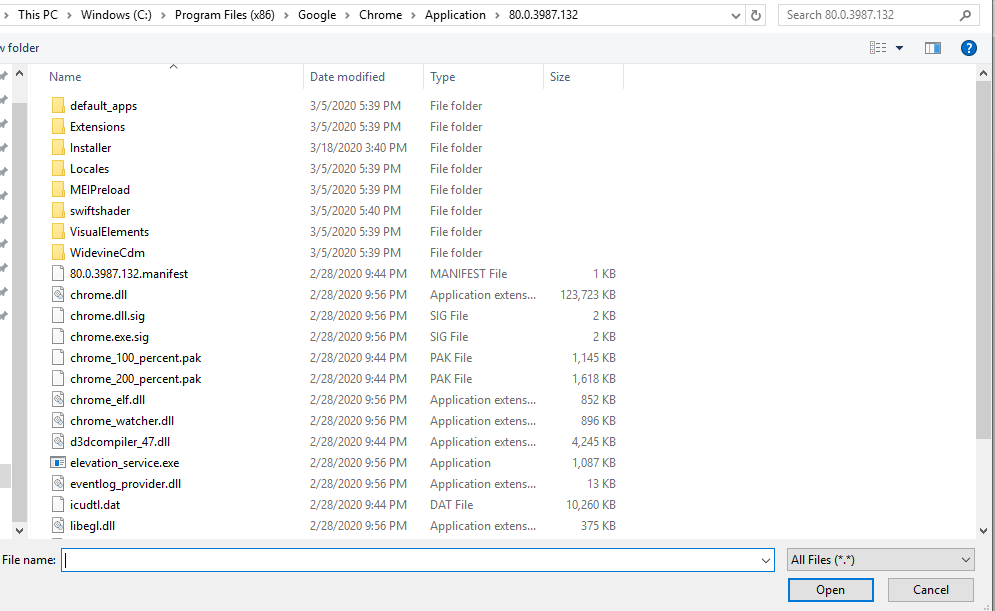 This PC > Windows (C:) > Program Files (x86) > Google > Chrome > Application > 80.0.3987.132 Search 80.0.3987.132
w folder
Name Date modified Type Size
default_apps 3/5/2020 5:39 PM File folder
Extensions 3/5/2020 5:39 PM File folder
Installer 3/18/2020 3:40 PM File folder
Locales 3/5/2020 5:39 PM File folder
MEIPreload 3/5/2020 5:39 PM File folder
swiftshader 3/5/2020 5:40 PM File folder
VisualElements 3/5/2020 5:39 PM File folder
WidevineCdm 3/5/2020 5:39 PM File folder
80.0.3987.132.manifest 2/28/2020 9:44 PM MANIFEST File 1 KB
chrome.dll 2/28/2020 9:56 PM Application extens... 123,723 KB
chrome.dll.sig 2/28/2020 9:56 PM SIG File 2 KB
chrome.exe.sig 2/28/2020 9:56 PM SIG File 2 KB
chrome_100_percent.pak 2/28/2020 9:44 PM PAK File 1,145 KB
chrome_200_percent.pak 2/28/2020 9:44 PM PAK File 1,618 KB
chrome_elf.dll 2/28/2020 9:56 PM Application extens... 852 KB
chrome_watcher.dll 2/28/2020 9:56 PM Application extens... 896 KB
d3dcompiler_47.dll 2/28/2020 9:44 PM Application extens... 4,245 KB
elevation_service.exe 2/28/2020 9:56 PM Application 1,087 KB
eventlog_provider.dll 2/28/2020 9:56 PM Application extens... 13 KB
icudtl.dat 2/28/2020 9:44 PM DAT File 10,260 KB
libegl.dll 2/28/2020 9:56 PM Application extens... 375 KB
File name: All Files (*.*)
Open Cancel